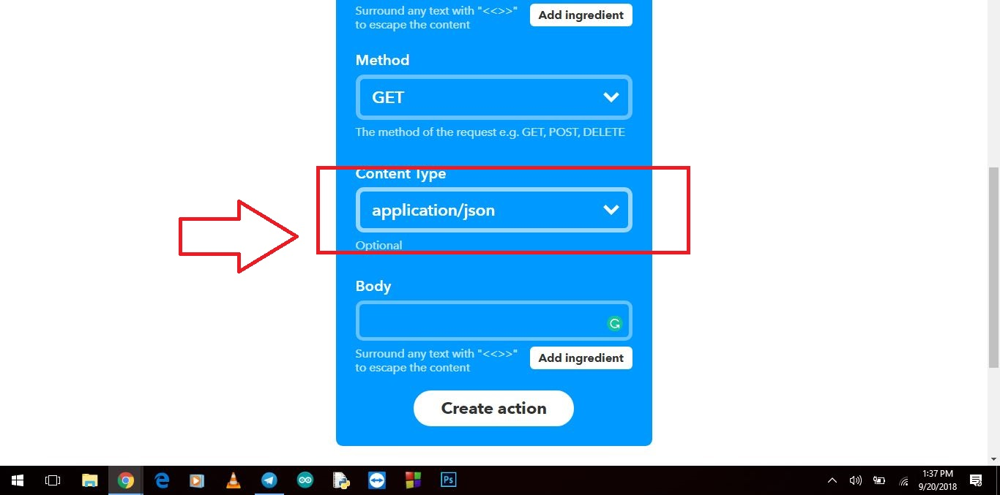 Surround any text with "<<>>"
to escape the content
Add ingredient
Method
GET
The method of the request e.g. GET, POST, DELETE
Content Type
application/json
Optional
Body
Surround any text with "<<>>"
to escape the content
Add ingredient
Create action
Ps
1:37 PM
9/20/2018